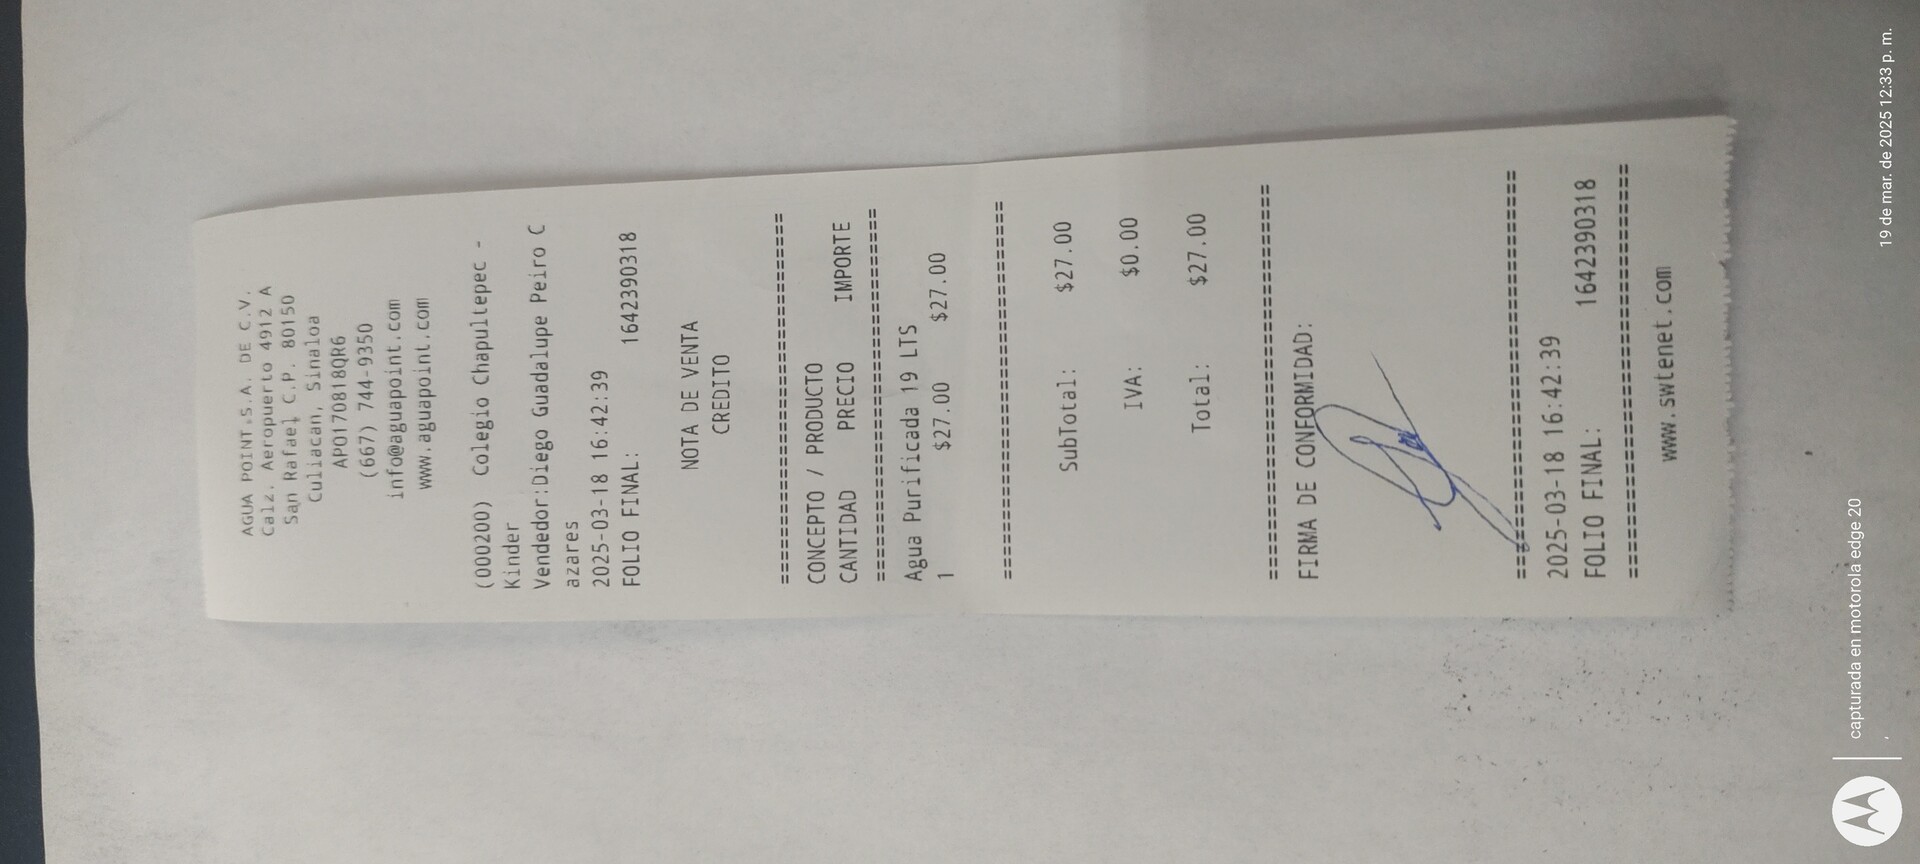 AGUA POINT.S.A. DE C.V.
Calz. Aeropuerto 4912 A
San Rafael C.P. 80150
Culiacan, Sinaloa
APO170818QR6
(667) 744-9350
info@aguapoint.com
www.aguapoint.com
(000200) Colegio Chapultepec -
Kinder
Vendedor:Diego Guadalupe Peiro C
azares
2025-03-18 16:42:39
FOLIO FINAL: 1642390318
NOTA DE VENTA
CREDITO
================================
CONCEPTO / PRODUCTO
CANTIDAD PRECIO IMPORTE
================================
Agua Purificada 19 LTS
1 $27.00 $27.00
================================
SubTotal: $27.00
IVA: $0.00
Total: $27.00
================================
FIRMA DE CONFORMIDAD:
================================
2025-03-18 16:42:39
FOLIO FINAL: 1642390318
================================
www.swtenet.com
capturada en motorola edge 20
19 de mar. de 2025 12:33 p. m.